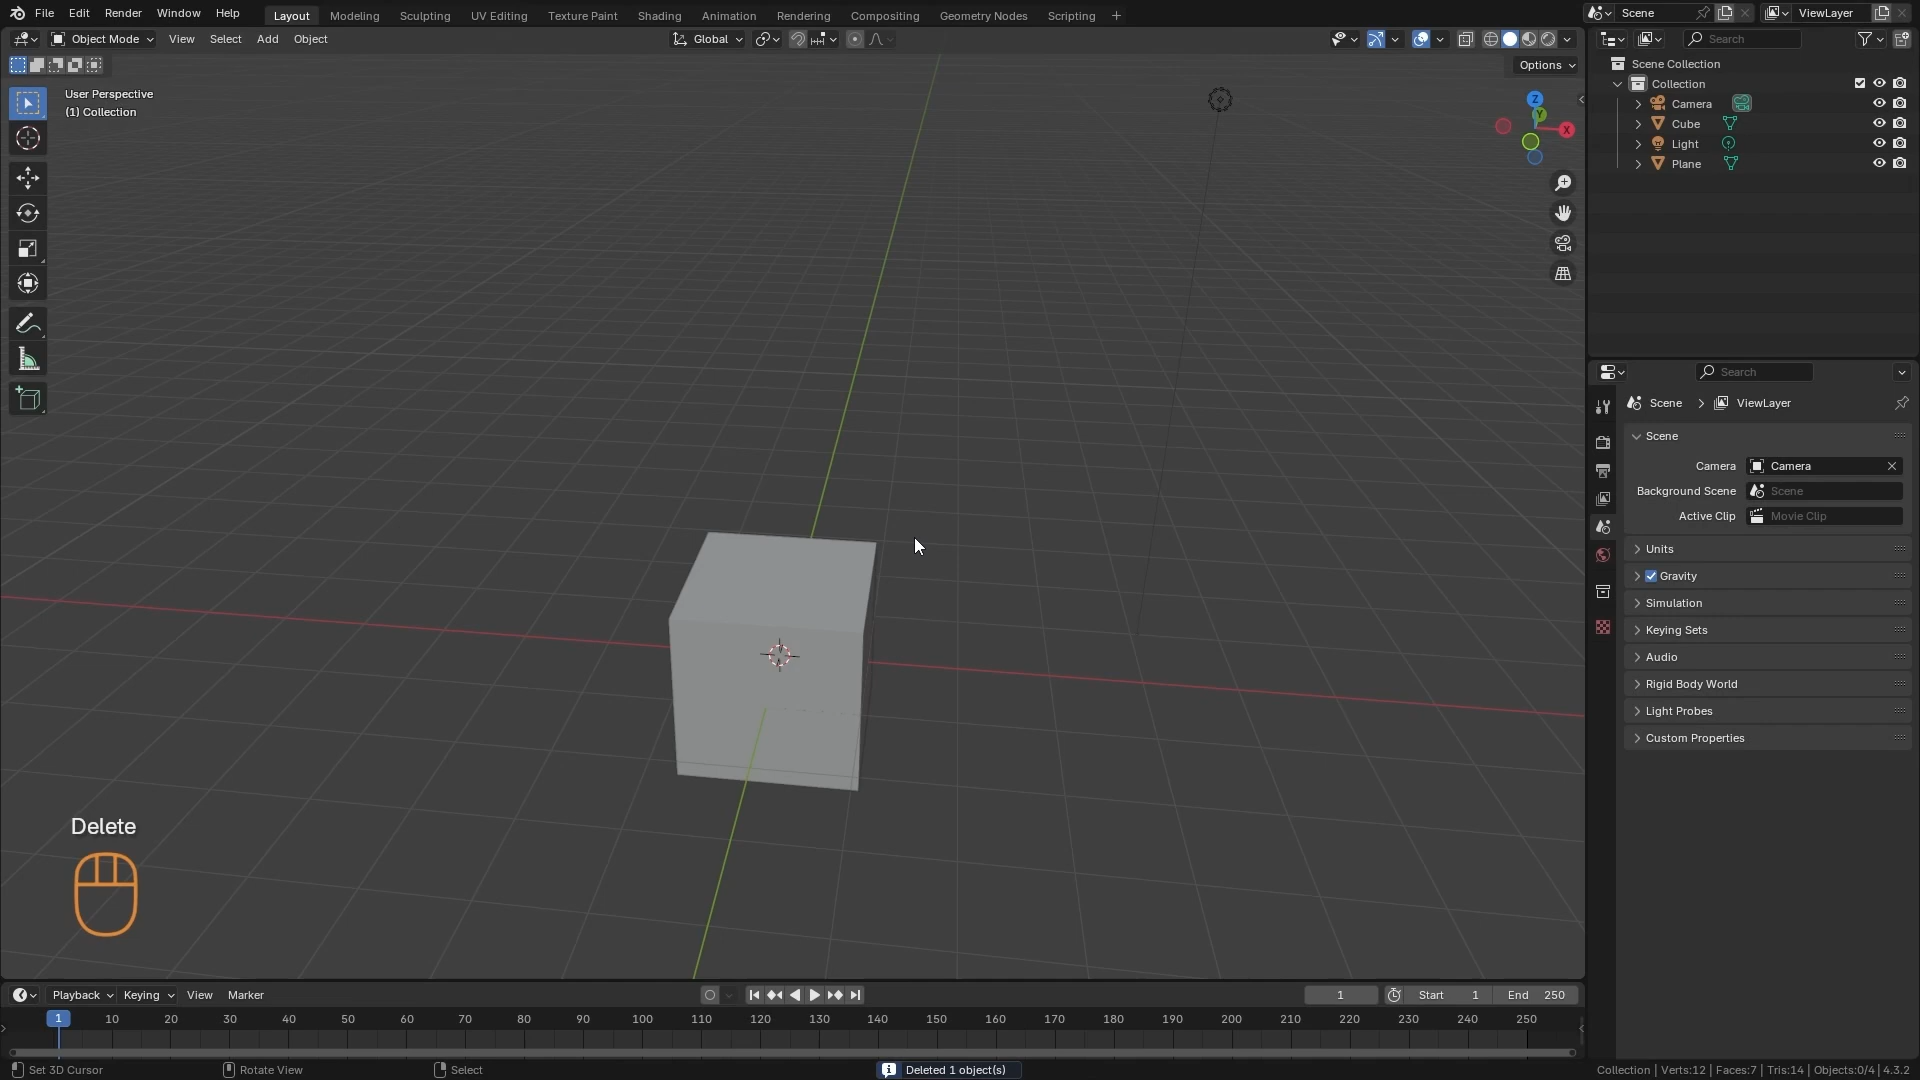 File Edit Render Window Help Layout Modeling Sculpting UV Editing Texture Paint Shading Animation Rendering Compositing Geometry Nodes Scripting Scene ViewLayer
Object Mode View Select Add Object Global Search
Options
User Perspective
(1) Collection
Z
Y
X
Scene Collection
Collection
Camera
Cube
Light
Plane
Search
Scene ViewLayer
Scene
Camera Camera
Background Scene Scene
Active Clip Movie Clip
Units
Gravity
Simulation
Keying Sets
Audio
Rigid Body World
Light Probes
Custom Properties
Delete
Playback Keying View Marker 1 Start 1 End 250
1 10 20 30 40 50 60 70 80 90 100 110 120 130 140 150 160 170 180 190 200 210 220 230 240 250
Set 3D Cursor Rotate View Select Deleted 1 object(s) Collection | Verts:12 | Faces:7 | Tris:14 | Objects:0/4 | 4.3.2